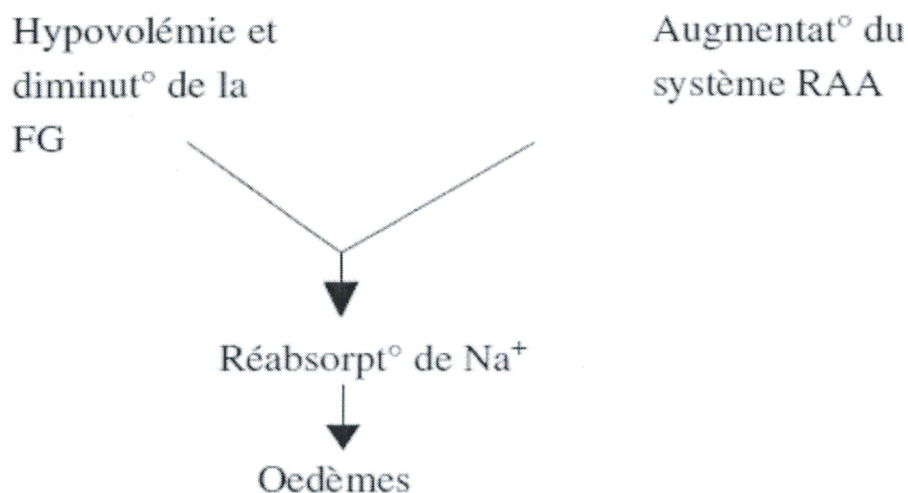 Hypovolémie et
diminut° de la
FG
Augmentat° du
système RAA
Réabsorpt° de Na⁺
Oedèmes